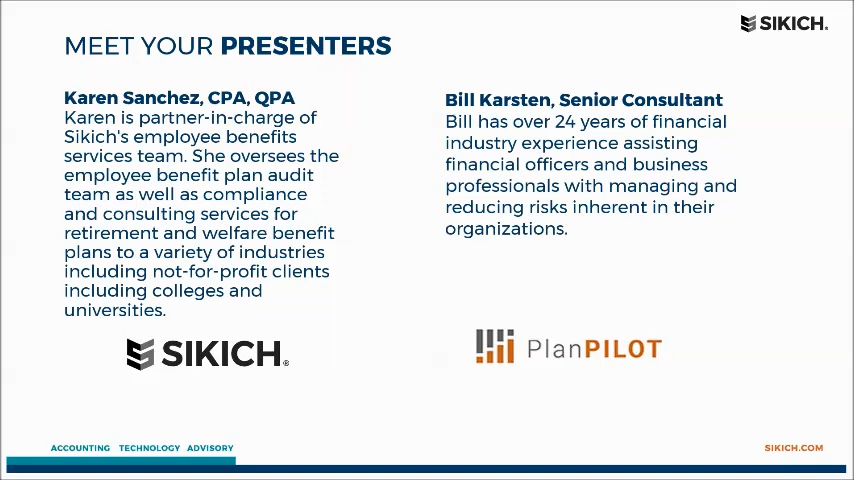 SIKICH®
MEET YOUR PRESENTERS
Karen Sanchez, CPA, QPA
Karen is partner-in-charge of
Sikich's employee benefits
services team. She oversees the
employee benefit plan audit
team as well as compliance
and consulting services for
retirement and welfare benefit
plans to a variety of industries
including not-for-profit clients
including colleges and
universities.
SIKICH®
Bill Karsten, Senior Consultant
Bill has over 24 years of financial
industry experience assisting
financial officers and business
professionals with managing and
reducing risks inherent in their
organizations.
PlanPILOT
ACCOUNTING TECHNOLOGY ADVISORY
SIKICH.COM